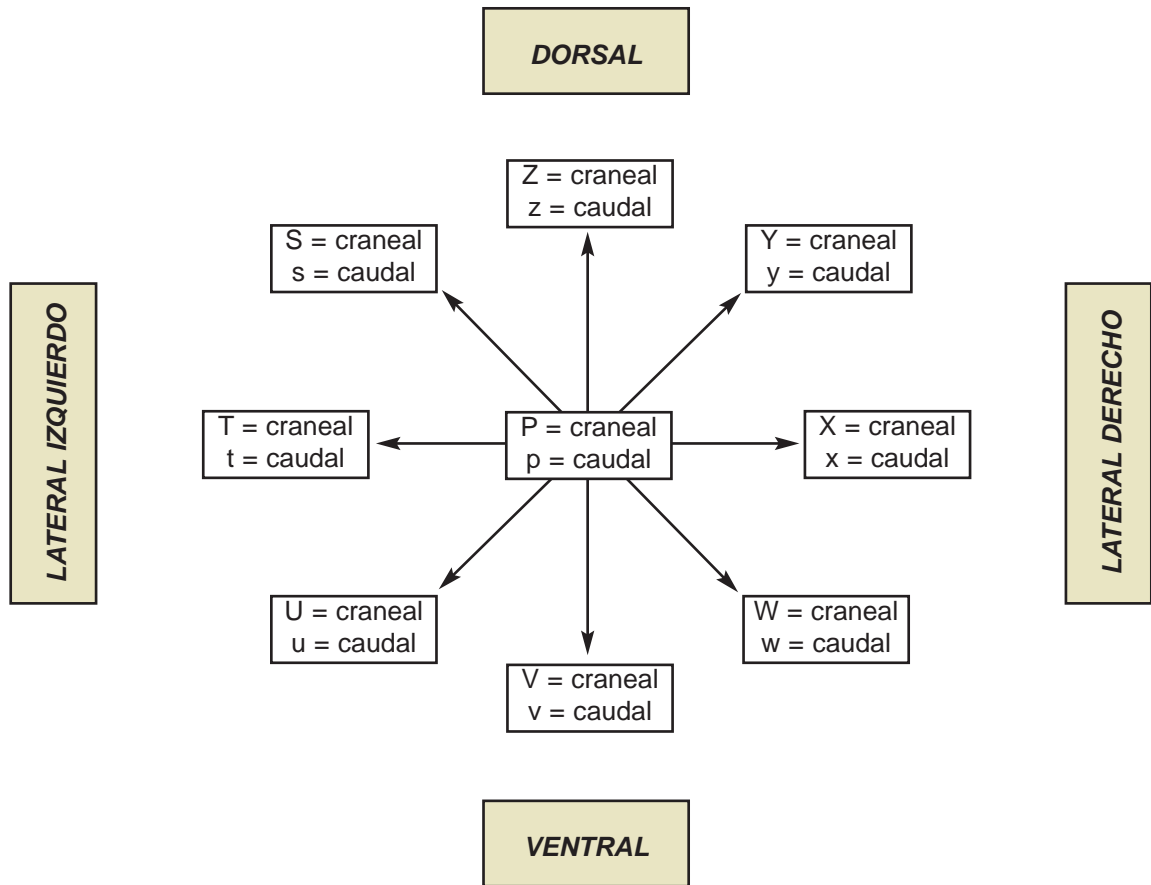 DORSAL
Z = craneal
z = caudal
S = craneal
s = caudal
Y = craneal
y = caudal
LATERAL IZQUIERDO
T = craneal
t = caudal
P = craneal
p = caudal
X = craneal
x = caudal
LATERAL DERECHO
U = craneal
u = caudal
W = craneal
w = caudal
V = craneal
v = caudal
VENTRAL